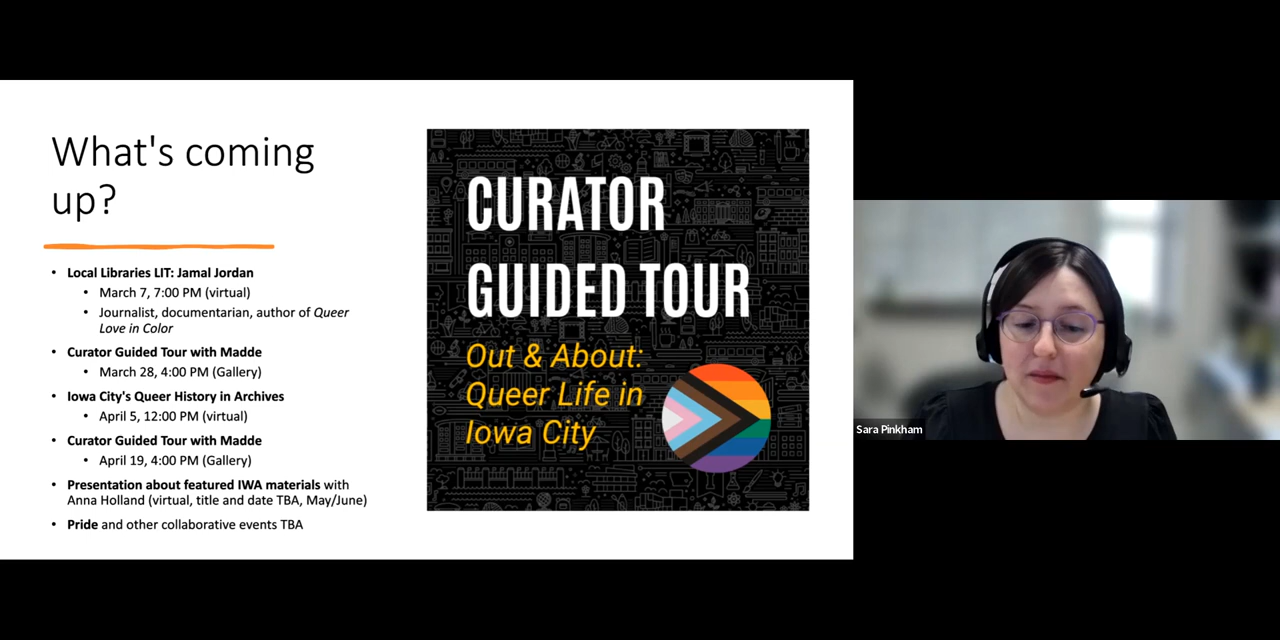 What's coming
up?
• Local Libraries LIT: Jamal Jordan
• March 7, 7:00 PM (virtual)
• Journalist, documentarian, author of Queer
Love in Color
• Curator Guided Tour with Madde
• March 28, 4:00 PM (Gallery)
• Iowa City's Queer History in Archives
• April 5, 12:00 PM (virtual)
• Curator Guided Tour with Madde
• April 19, 4:00 PM (Gallery)
• Presentation about featured IWA materials with
Anna Holland (virtual, title and date TBA, May/June)
• Pride and other collaborative events TBA
CURATOR
GUIDED TOUR
Out & About:
Queer Life in
Iowa City
Sara Pinkham